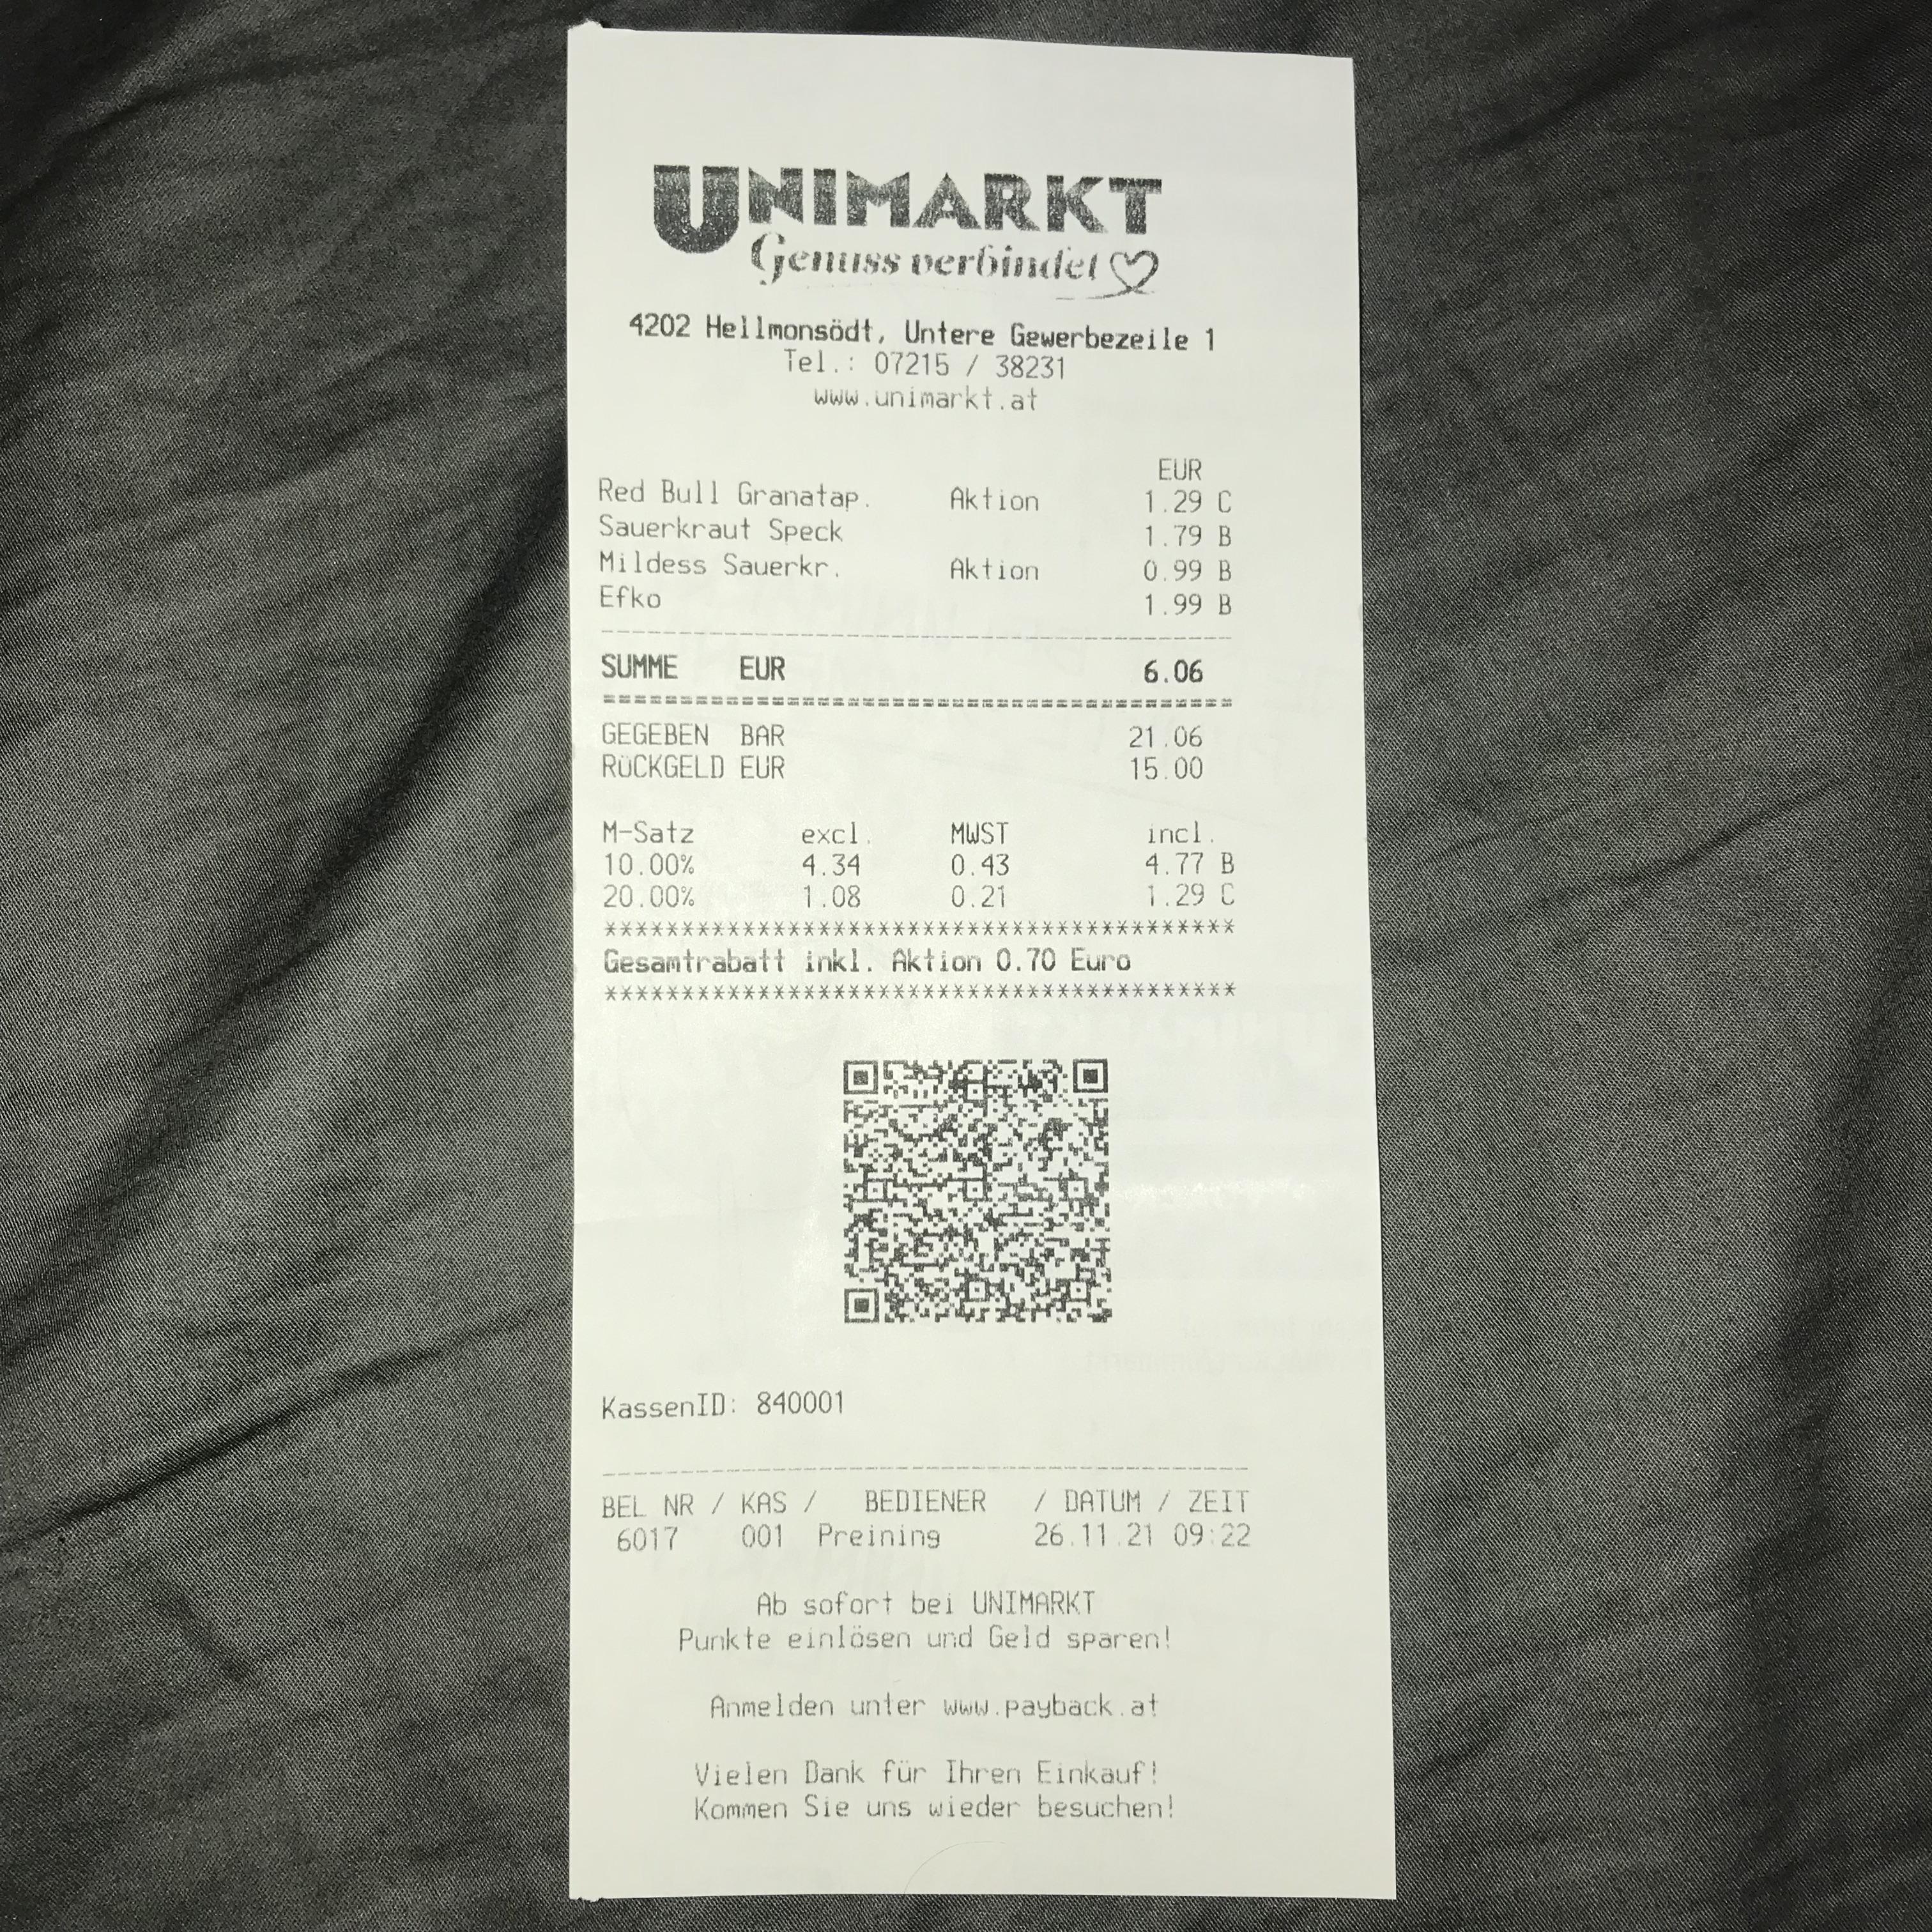 UNIMARKT
Genuss verbindet
4202 Hellmonsödt, Untere Gewerbezeile 1
Tel.: 07215 / 38231
www.unimarkt.at
EUR
Red Bull Granatap. Aktion 1.29 C
Sauerkraut Speck 1.79 B
Mildess Sauerkr. Aktion 0.99 B
Efko 1.99 B
SUMME EUR 6.06
GEGEBEN BAR 21.06
RÜCKGELD EUR 15.00
M-Satz excl. MWST incl.
10.00% 4.34 0.43 4.77 B
20.00% 1.08 0.21 1.29 C
*****************************************
Gesamtrabatt inkl. Aktion 0.70 Euro
*****************************************
KassenID: 840001
BEL NR / KAS / BEDIENER / DATUM / ZEIT
6017 001 Preining 26.11.21 09:22
Ab sofort bei UNIMARKT
Punkte einlösen und Geld sparen!
Anmelden unter www.payback.at
Vielen Dank für Ihren Einkauf!
Kommen Sie uns wieder besuchen!